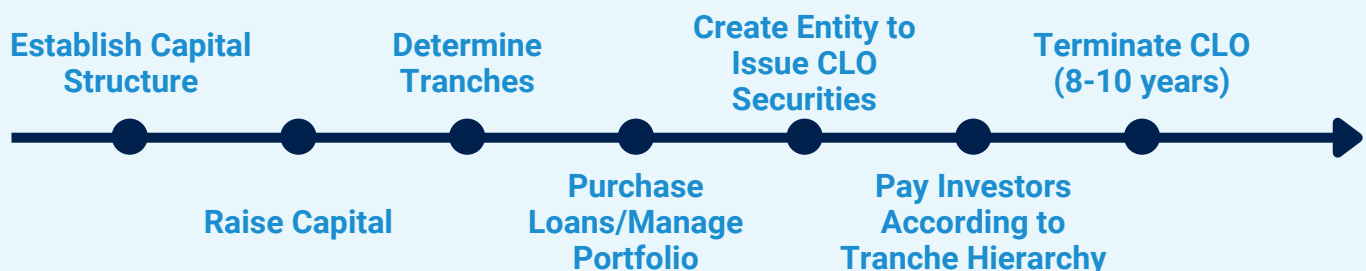 Establish Capital
Structure
Raise Capital
Determine
Tranches
Purchase
Loans/Manage
Portfolio
Create Entity to
Issue CLO
Securities
Pay Investors
According to
Tranche Hierarchy
Terminate CLO
(8-10 years)